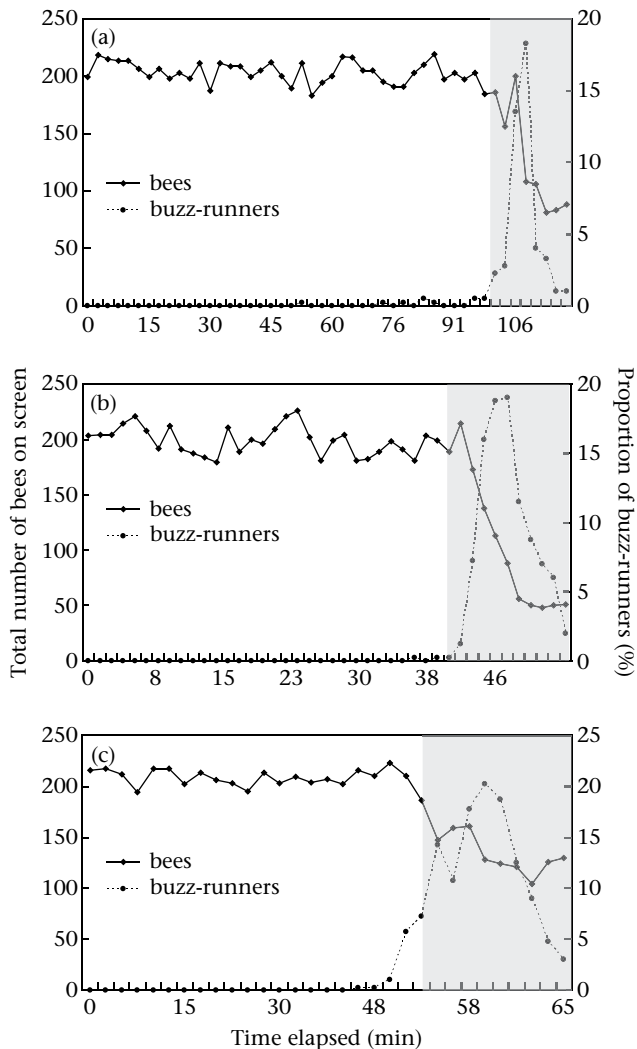 Total number of bees on screen
Proportion of buzz-runners (%)
(a)
250
200
150
100
50
0
20
15
10
5
0
bees
buzz-runners
0 15 30 45 60 76 91 106
(b)
250
200
150
100
50
0
20
15
10
5
0
bees
buzz-runners
0 8 15 23 30 38 46
(c)
250
200
150
100
50
0
25
20
15
10
5
0
bees
buzz-runners
0 15 30 48 58 65
Time elapsed (min)